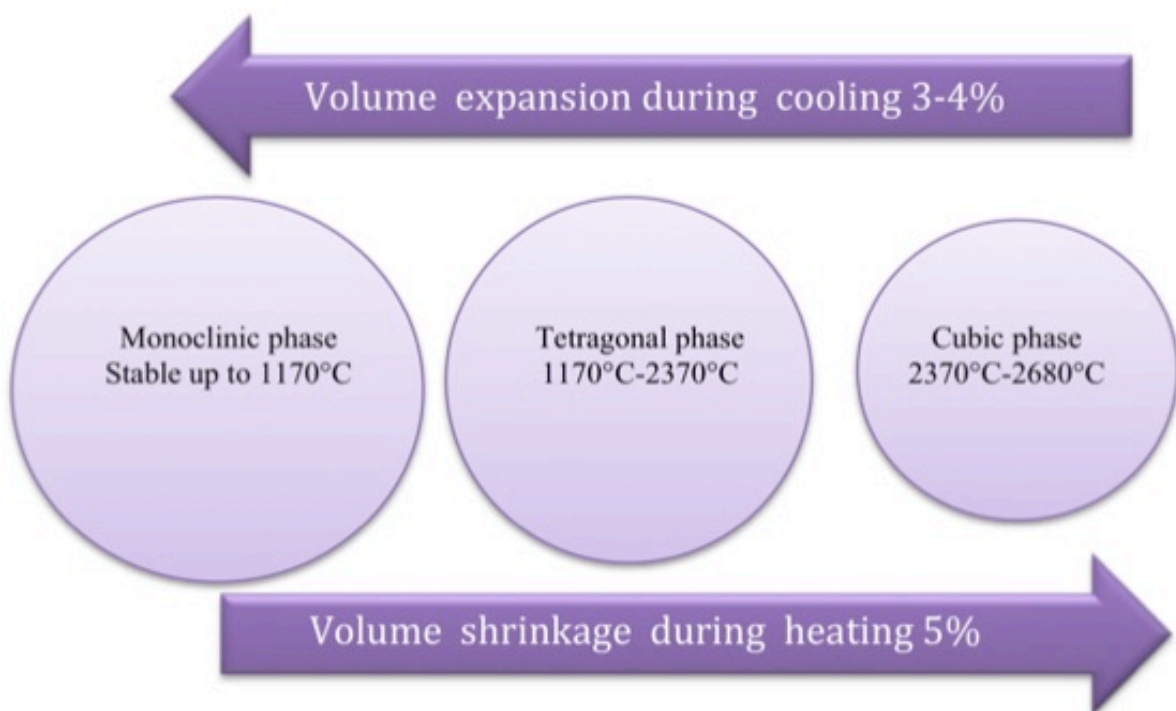 Volume expansion during cooling 3-4%
Monoclinic phase
Stable up to 1170°C
Tetragonal phase
1170°C-2370°C
Cubic phase
2370°C-2680°C
Volume shrinkage during heating 5%